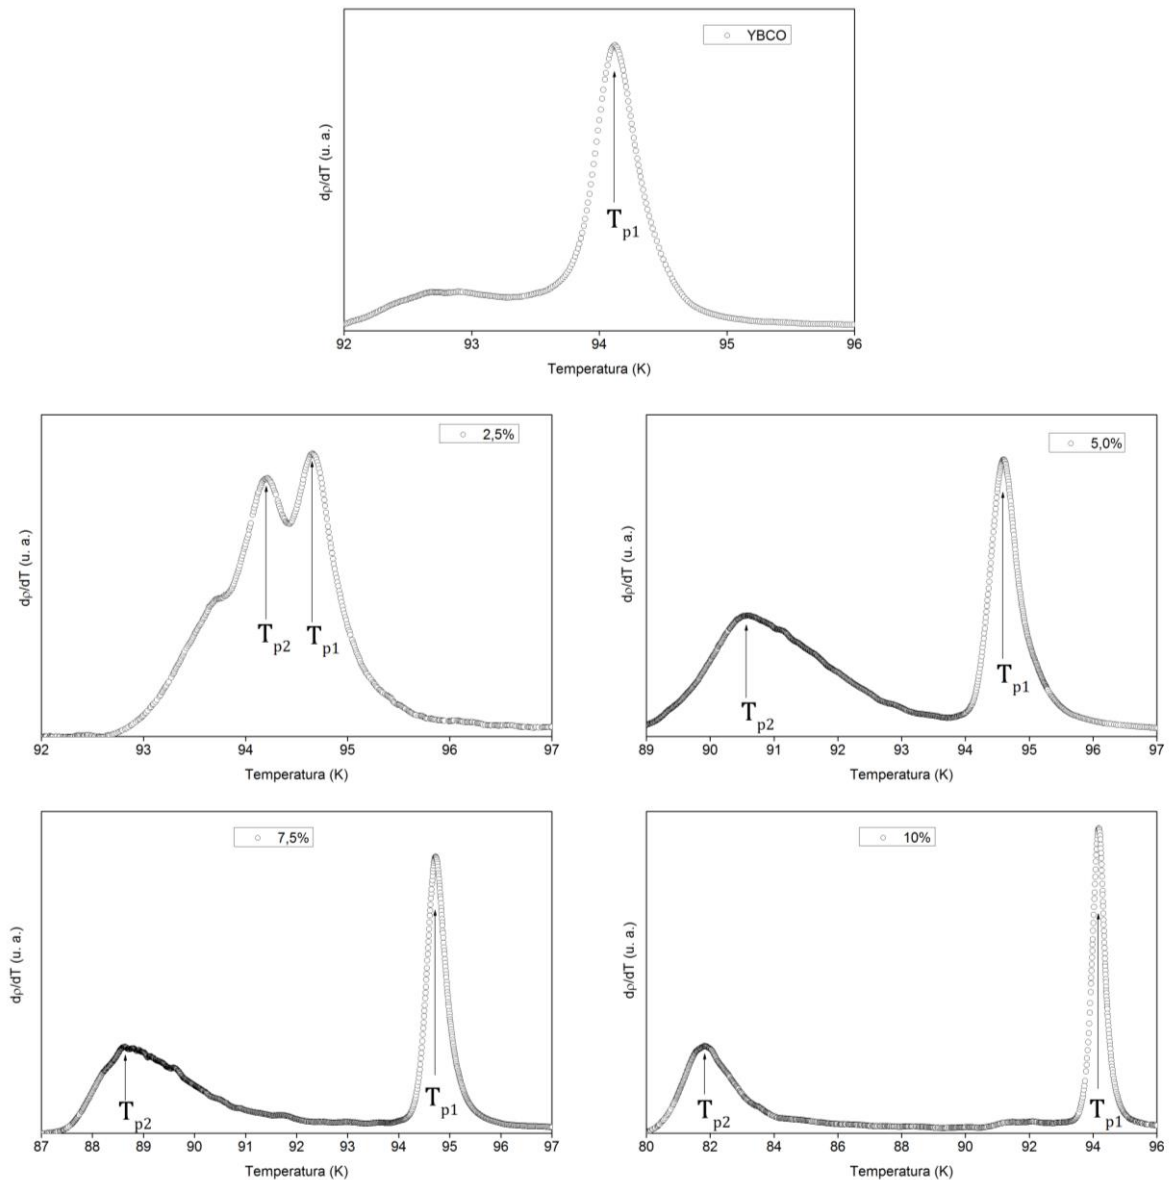 YBCO
dρ/dT (u. a.)
T_p1
92 93 94 95 96
Temperatura (K)
2,5%
dρ/dT (u. a.)
T_p2 T_p1
92 93 94 95 96 97
Temperatura (K)
5,0%
dρ/dT (u. a.)
T_p1
T_p2
89 90 91 92 93 94 95 96 97
Temperatura (K)
7,5%
dρ/dT (u. a.)
T_p2 T_p1
87 88 89 90 91 92 93 94 95 96 97
Temperatura (K)
10%
dρ/dT (u. a.)
T_p2 T_p1
80 82 84 86 88 90 92 94 96
Temperatura (K)